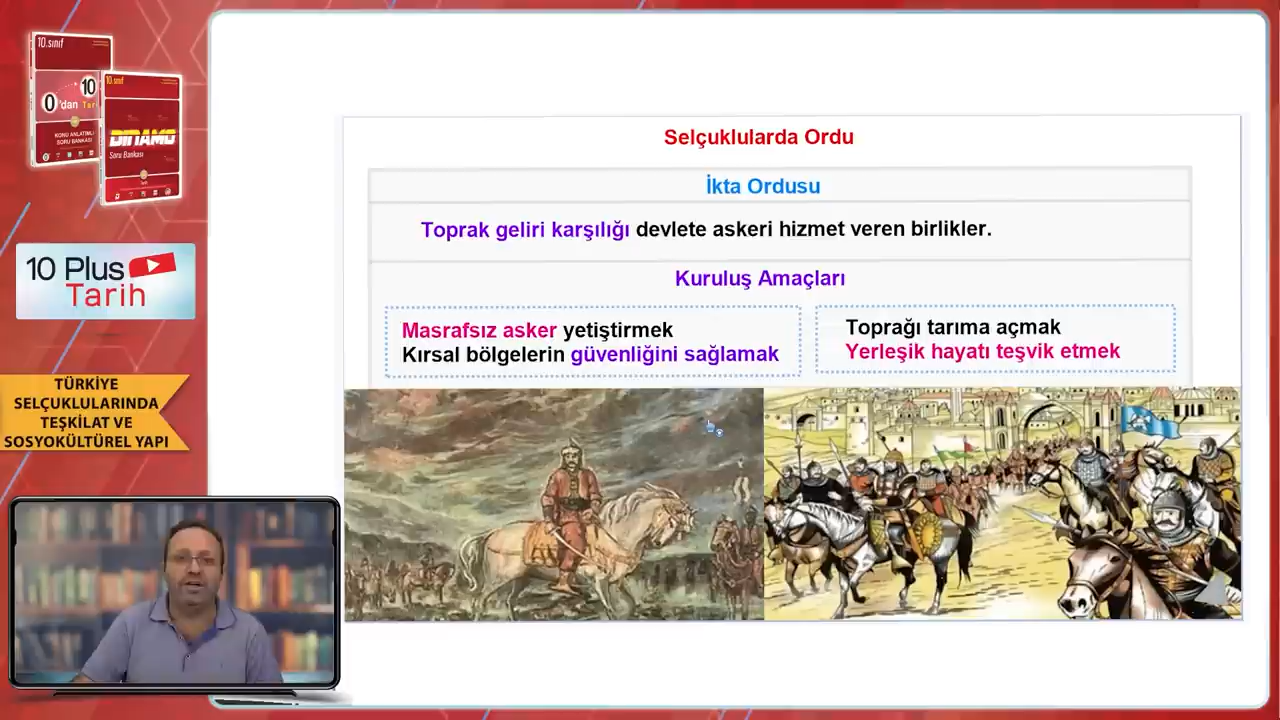 10.sınıf
0'dan 10
Tar
KONU ANLATIMLI
SORU BANKASI
10.sınıf
DİNAMO
Soru Bankası
10 Plus
Tarih
TÜRKİYE
SELÇUKLULARINDA
TEŞKİLAT VE
SOSYOKÜLTÜREL YAPI
Selçuklularda Ordu
İkta Ordusu
Toprak geliri karşılığı devlete askeri hizmet veren birlikler.
Kuruluş Amaçları
Masrafsız asker yetiştirmek
Kırsal bölgelerin güvenliğini sağlamak
Toprağı tarıma açmak
Yerleşik hayatı teşvik etmek